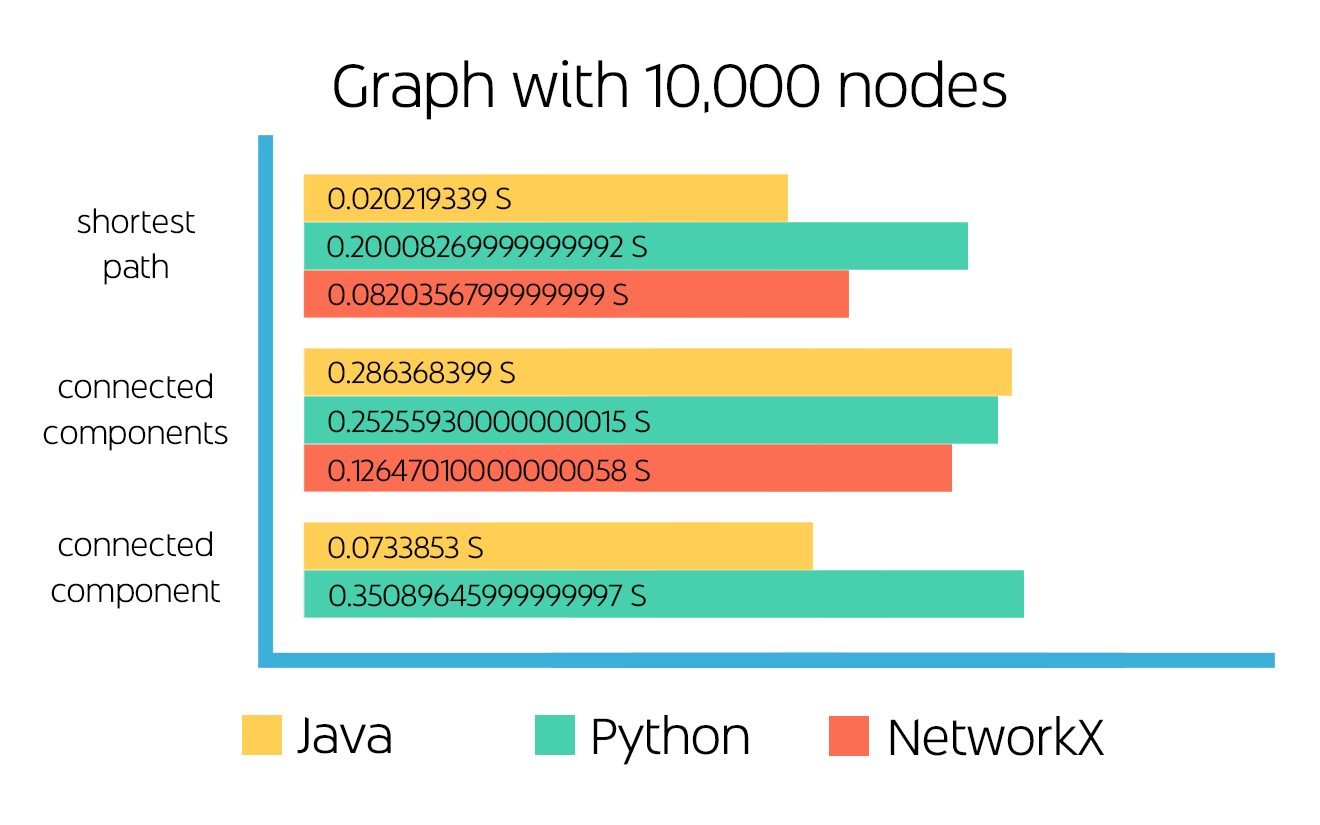 Graph with 10,000 nodes
shortest
path
0.020219339 S
0.20008269999999992 S
0.0820356799999999 S
connected
components
0.286368399 S
0.25255930000000015 S
0.12647010000000058 S
connected
component
0.0733853 S
0.35089645999999997 S
Java
Python
NetworkX